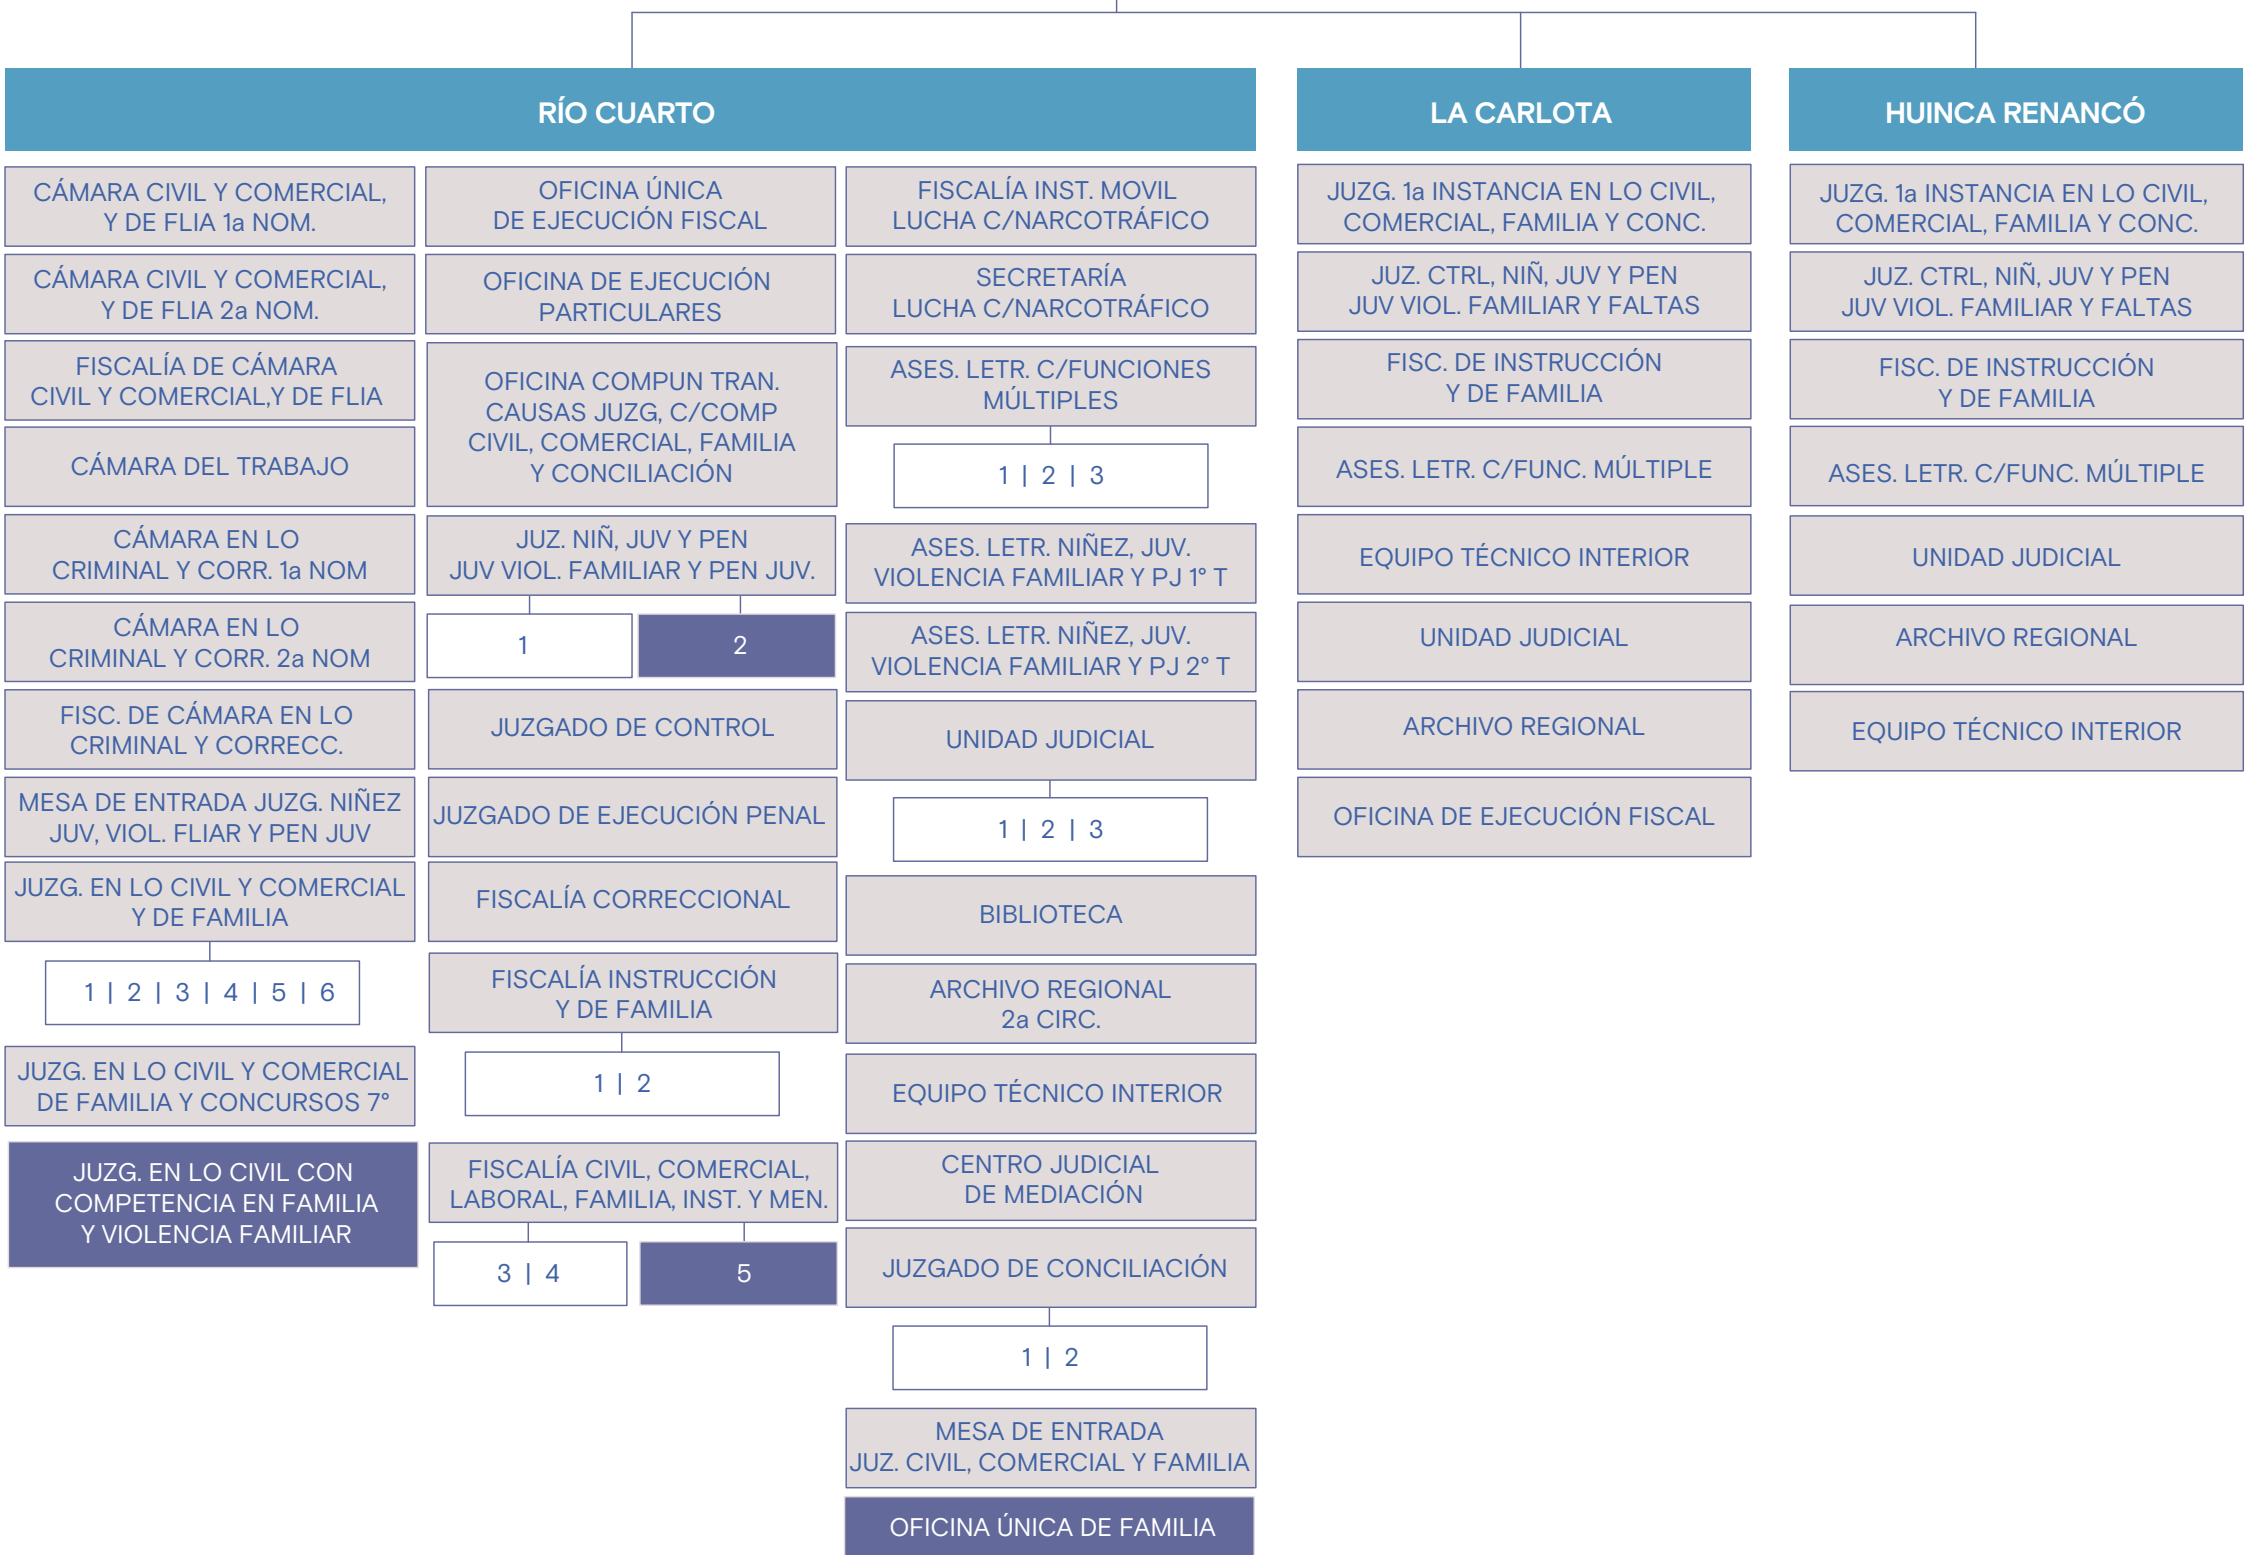 RÍO CUARTO
CÁMARA CIVIL Y COMERCIAL,
Y DE FLIA 1a NOM.
CÁMARA CIVIL Y COMERCIAL,
Y DE FLIA 2a NOM.
FISCALÍA DE CÁMARA
CIVIL Y COMERCIAL,Y DE FLIA
CÁMARA DEL TRABAJO
CÁMARA EN LO
CRIMINAL Y CORR. 1a NOM
CÁMARA EN LO
CRIMINAL Y CORR. 2a NOM
FISC. DE CÁMARA EN LO
CRIMINAL Y CORRECC.
MESA DE ENTRADA JUZG. NIÑEZ
JUV, VIOL. FLIAR Y PEN JUV
JUZG. EN LO CIVIL Y COMERCIAL
Y DE FAMILIA
1 | 2 | 3 | 4 | 5 | 6
JUZG. EN LO CIVIL Y COMERCIAL
DE FAMILIA Y CONCURSOS 7°
JUZG. EN LO CIVIL CON
COMPETENCIA EN FAMILIA
Y VIOLENCIA FAMILIAR
OFICINA ÚNICA
DE EJECUCIÓN FISCAL
OFICINA DE EJECUCIÓN
PARTICULARES
OFICINA COMPUN TRAN.
CAUSAS JUZG, C/COMP
CIVIL, COMERCIAL, FAMILIA
Y CONCILIACIÓN
JUZ. NIÑ, JUV Y PEN
JUV VIOL. FAMILIAR Y PEN JUV.
1
2
JUZGADO DE CONTROL
JUZGADO DE EJECUCIÓN PENAL
FISCALÍA CORRECCIONAL
FISCALÍA INSTRUCCIÓN
Y DE FAMILIA
1 | 2
FISCALÍA CIVIL, COMERCIAL,
LABORAL, FAMILIA, INST. Y MEN.
3 | 4
5
FISCALÍA INST. MOVIL
LUCHA C/NARCOTRÁFICO
SECRETARÍA
LUCHA C/NARCOTRÁFICO
ASES. LETR. C/FUNCIONES
MÚLTIPLES
1 | 2 | 3
ASES. LETR. NIÑEZ, JUV.
VIOLENCIA FAMILIAR Y PJ 1° T
ASES. LETR. NIÑEZ, JUV.
VIOLENCIA FAMILIAR Y PJ 2° T
UNIDAD JUDICIAL
1 | 2 | 3
BIBLIOTECA
ARCHIVO REGIONAL
2a CIRC.
EQUIPO TÉCNICO INTERIOR
CENTRO JUDICIAL
DE MEDIACIÓN
JUZGADO DE CONCILIACIÓN
1 | 2
MESA DE ENTRADA
JUZ. CIVIL, COMERCIAL Y FAMILIA
OFICINA ÚNICA DE FAMILIA
LA CARLOTA
JUZG. 1a INSTANCIA EN LO CIVIL,
COMERCIAL, FAMILIA Y CONC.
JUZ. CTRL, NIÑ, JUV Y PEN
JUV VIOL. FAMILIAR Y FALTAS
FISC. DE INSTRUCCIÓN
Y DE FAMILIA
ASES. LETR. C/FUNC. MÚLTIPLE
EQUIPO TÉCNICO INTERIOR
UNIDAD JUDICIAL
ARCHIVO REGIONAL
OFICINA DE EJECUCIÓN FISCAL
HUINCA RENANCÓ
JUZG. 1a INSTANCIA EN LO CIVIL,
COMERCIAL, FAMILIA Y CONC.
JUZ. CTRL, NIÑ, JUV Y PEN
JUV VIOL. FAMILIAR Y FALTAS
FISC. DE INSTRUCCIÓN
Y DE FAMILIA
ASES. LETR. C/FUNC. MÚLTIPLE
UNIDAD JUDICIAL
ARCHIVO REGIONAL
EQUIPO TÉCNICO INTERIOR